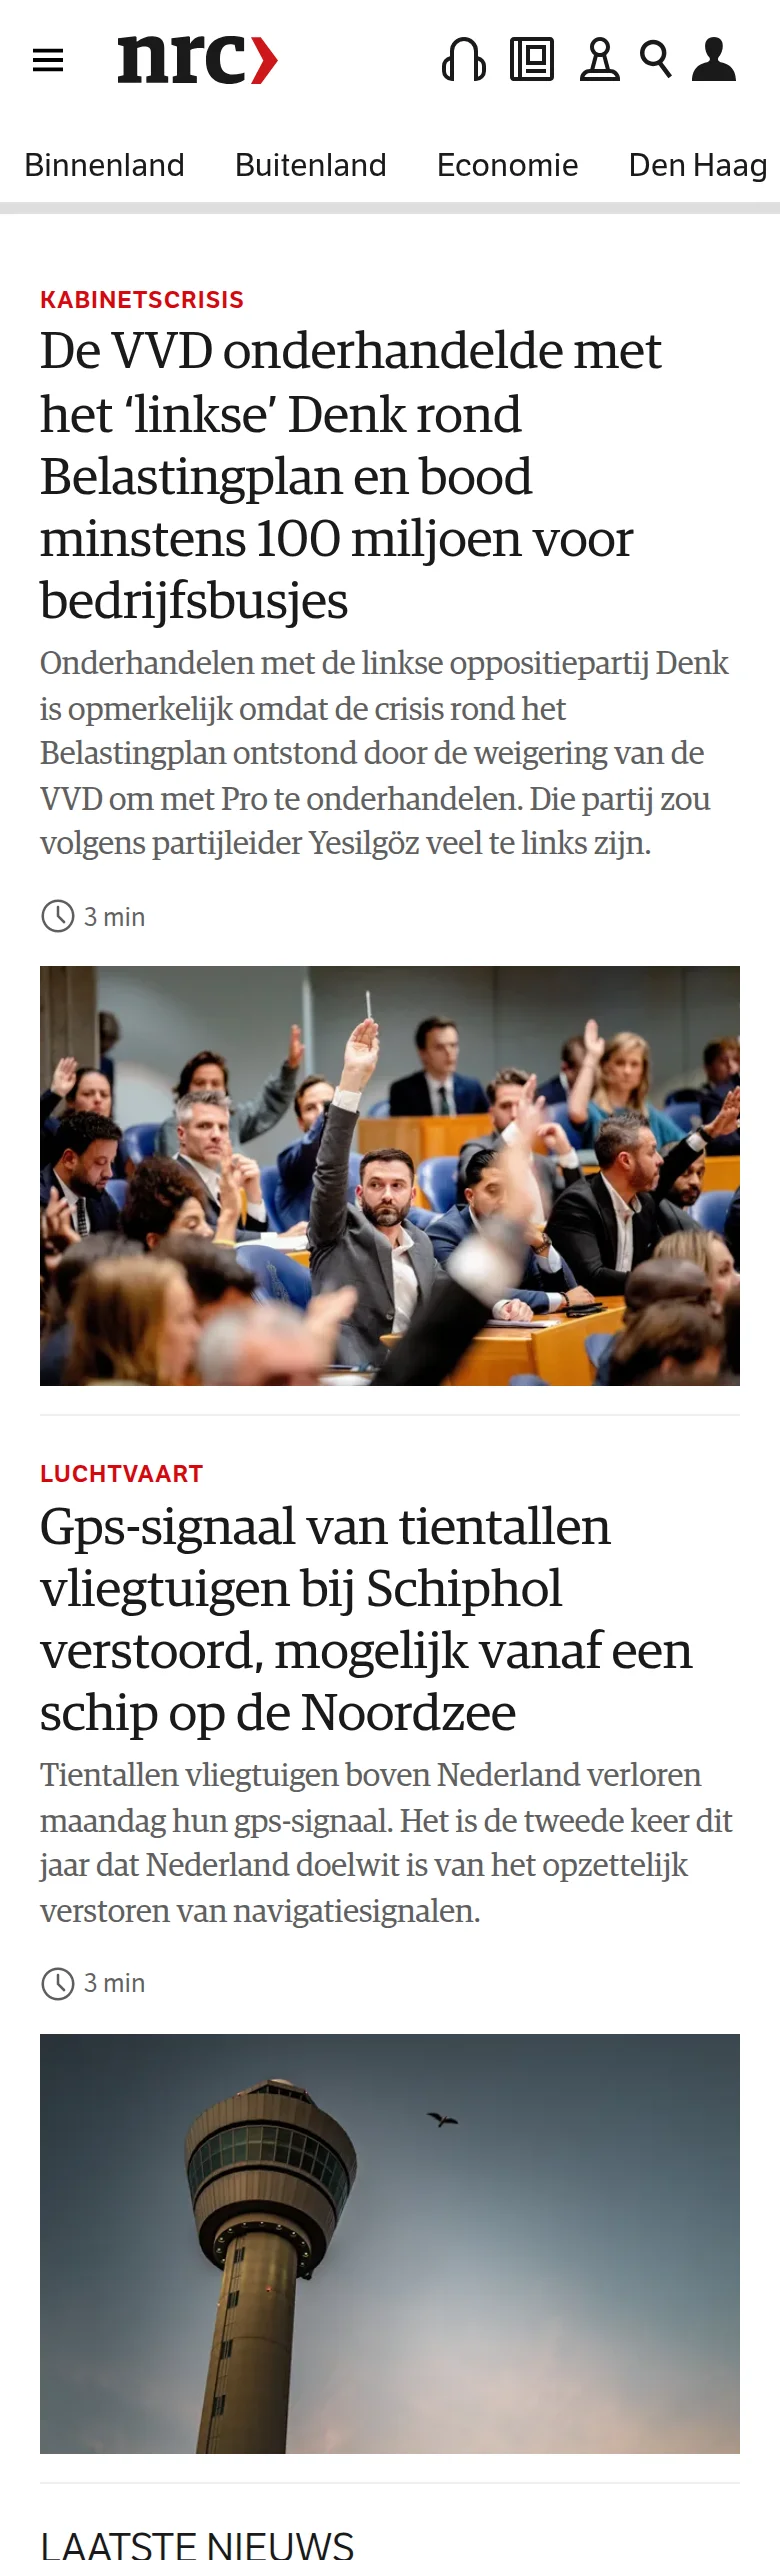 nrc
Binnenland Buitenland Economie Den Haag
KABINETSCRISIS
De VVD onderhandelde met
het ‘linkse’ Denk rond
Belastingplan en bood
minstens 100 miljoen voor
bedrijfsbusjes
Onderhandelen met de linkse oppositiepartij Denk
is opmerkelijk omdat de crisis rond het
Belastingplan ontstond door de weigering van de
VVD om met Pro te onderhandelen. Die partij zou
volgens partijleider Yesilgöz veel te links zijn.
3 min
LUCHTVAART
Gps-signaal van tientallen
vliegtuigen bij Schiphol
verstoord, mogelijk vanaf een
schip op de Noordzee
Tientallen vliegtuigen boven Nederland verloren
maandag hun gps-signaal. Het is de tweede keer dit
jaar dat Nederland doelwit is van het opzettelijk
verstoren van navigatiesignalen.
3 min
LAATSTE NIEUWS